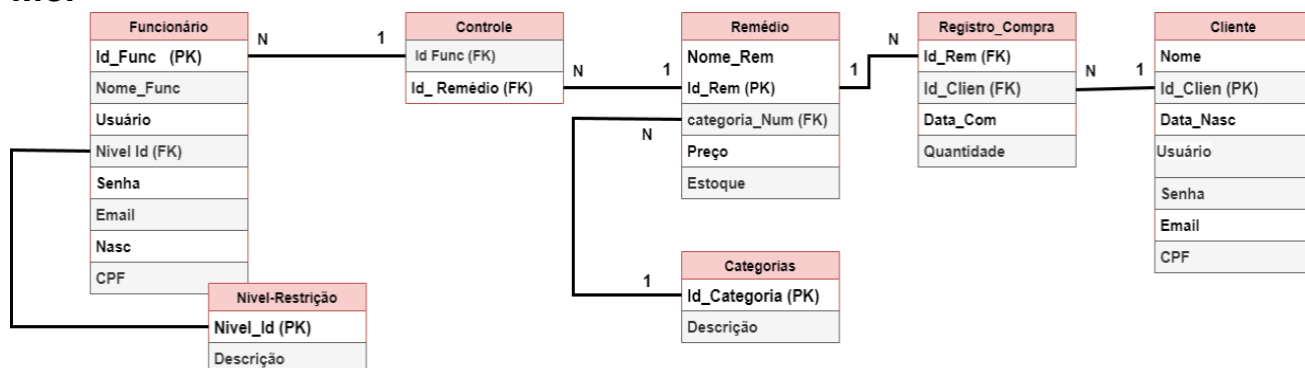 Funcionário
Id_Func (PK)
Nome_Func
Usuário
Nivel Id (FK)
Senha
Email
Nasc
CPF
Nivel-Restrição
Nivel_Id (PK)
Descrição
N
1
Controle
Id Func (FK)
Id_ Remédio (FK)
N
1
Remédio
Nome_Rem
Id_Rem (PK)
categoria_Num (FK)
Preço
Estoque
N
1
Categorias
Id_Categoria (PK)
Descrição
1
N
Registro_Compra
Id_Rem (FK)
Id_Clien (FK)
Data_Com
Quantidade
N
1
Cliente
Nome
Id_Clien (PK)
Data_Nasc
Usuário
Senha
Email
CPF